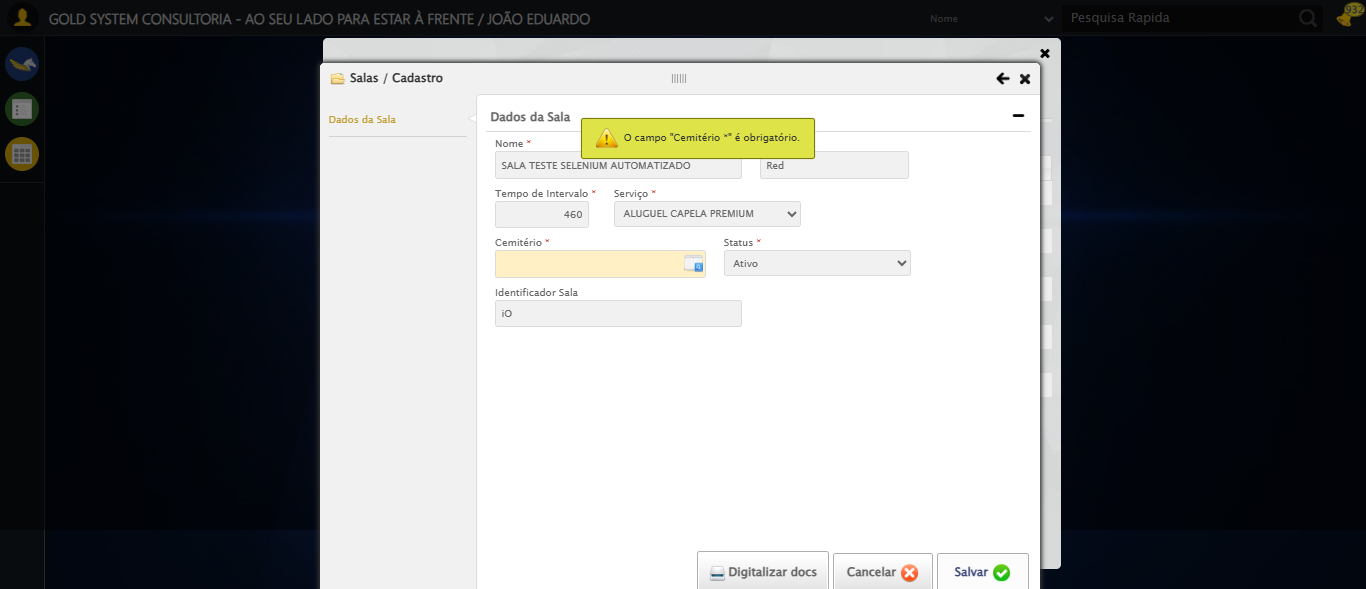 GOLD SYSTEM CONSULTORIA - AO SEU LADO PARA ESTAR À FRENTE / JOÃO EDUARDO
Nome
Pesquisa Rapida
932
Salas / Cadastro
Dados da Sala
Dados da Sala
O campo "Cemitério *" é obrigatório.
Nome *
SALA TESTE SELENIUM AUTOMATIZADO
Red
Tempo de Intervalo *
Serviço *
460
ALUGUEL CAPELA PREMIUM
Cemitério *
Status *
Ativo
Identificador Sala
iO
Digitalizar docs
Cancelar
Salvar